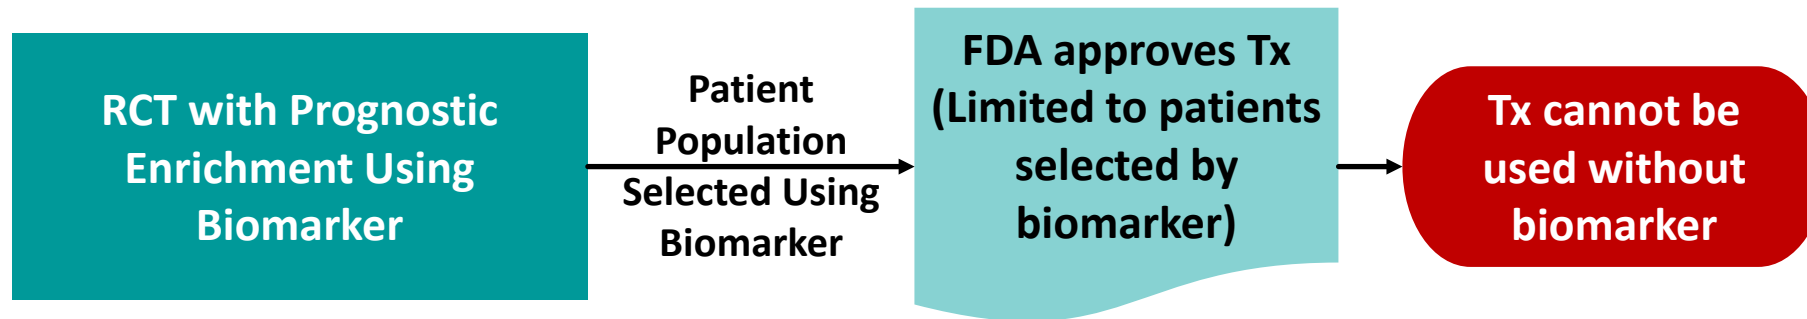 RCT with Prognostic
Enrichment Using
Biomarker
Patient
Population
Selected Using
Biomarker
FDA approves Tx
(Limited to patients
selected by
biomarker)
Tx cannot be
used without
biomarker